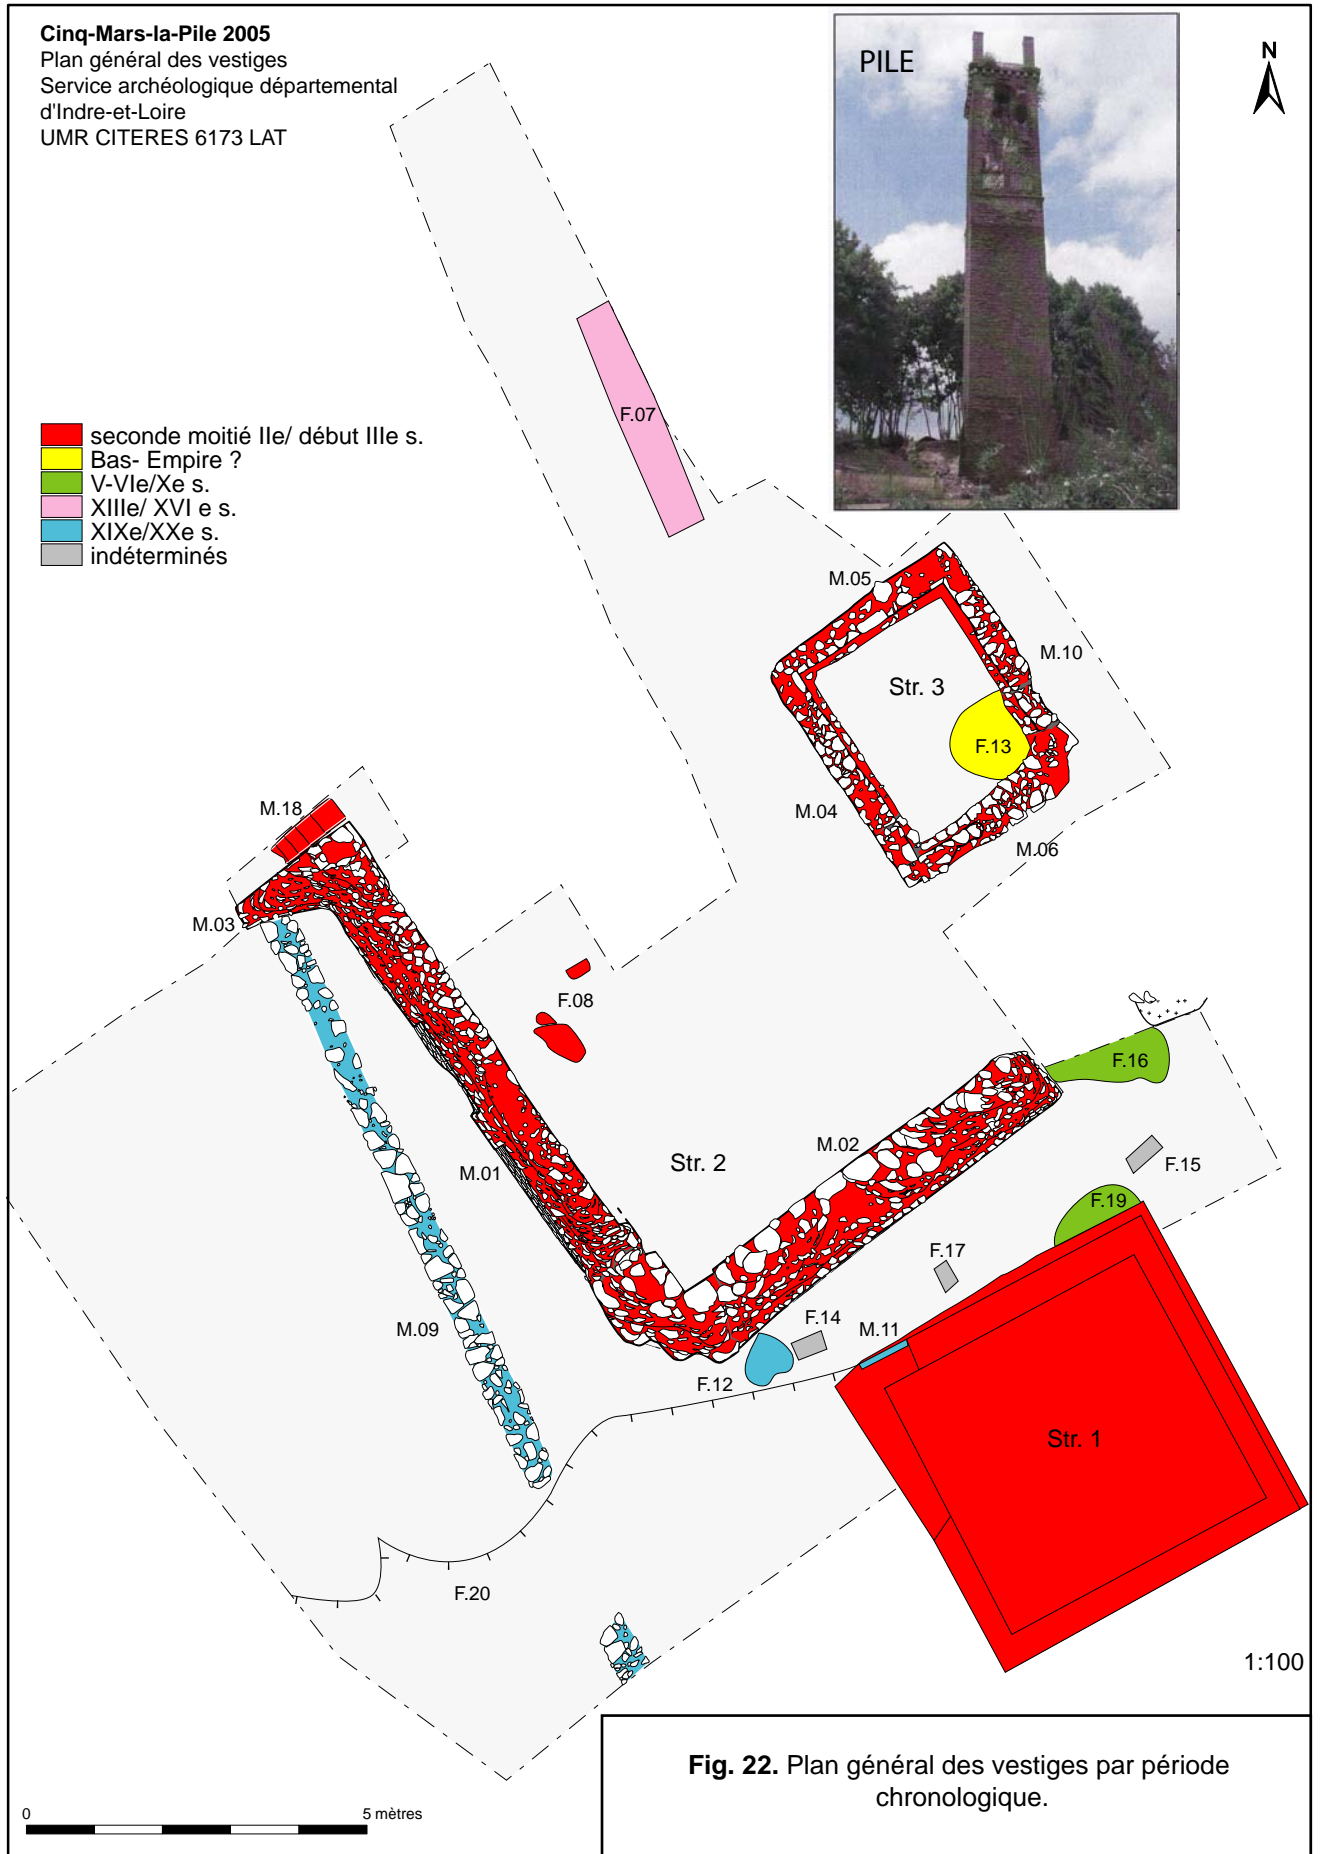 Cinq-Mars-la-Pile 2005
Plan général des vestiges
Service archéologique départemental
d'Indre-et-Loire
UMR CITERES 6173 LAT
PILE
N
seconde moitié IIe/ début IIIe s.
Bas- Empire ?
V-VIe/Xe s.
XIIIe/ XVI e s.
XIXe/XXe s.
indéterminés
F.07
M.05
M.10
Str. 3
F.13
M.04
M.06
M.18
M.03
F.08
F.16
M.02
M.01
Str. 2
F.15
F.19
F.17
M.09
F.14
M.11
F.12
Str. 1
F.20
1:100
Fig. 22. Plan général des vestiges par période
chronologique.
0
5 mètres